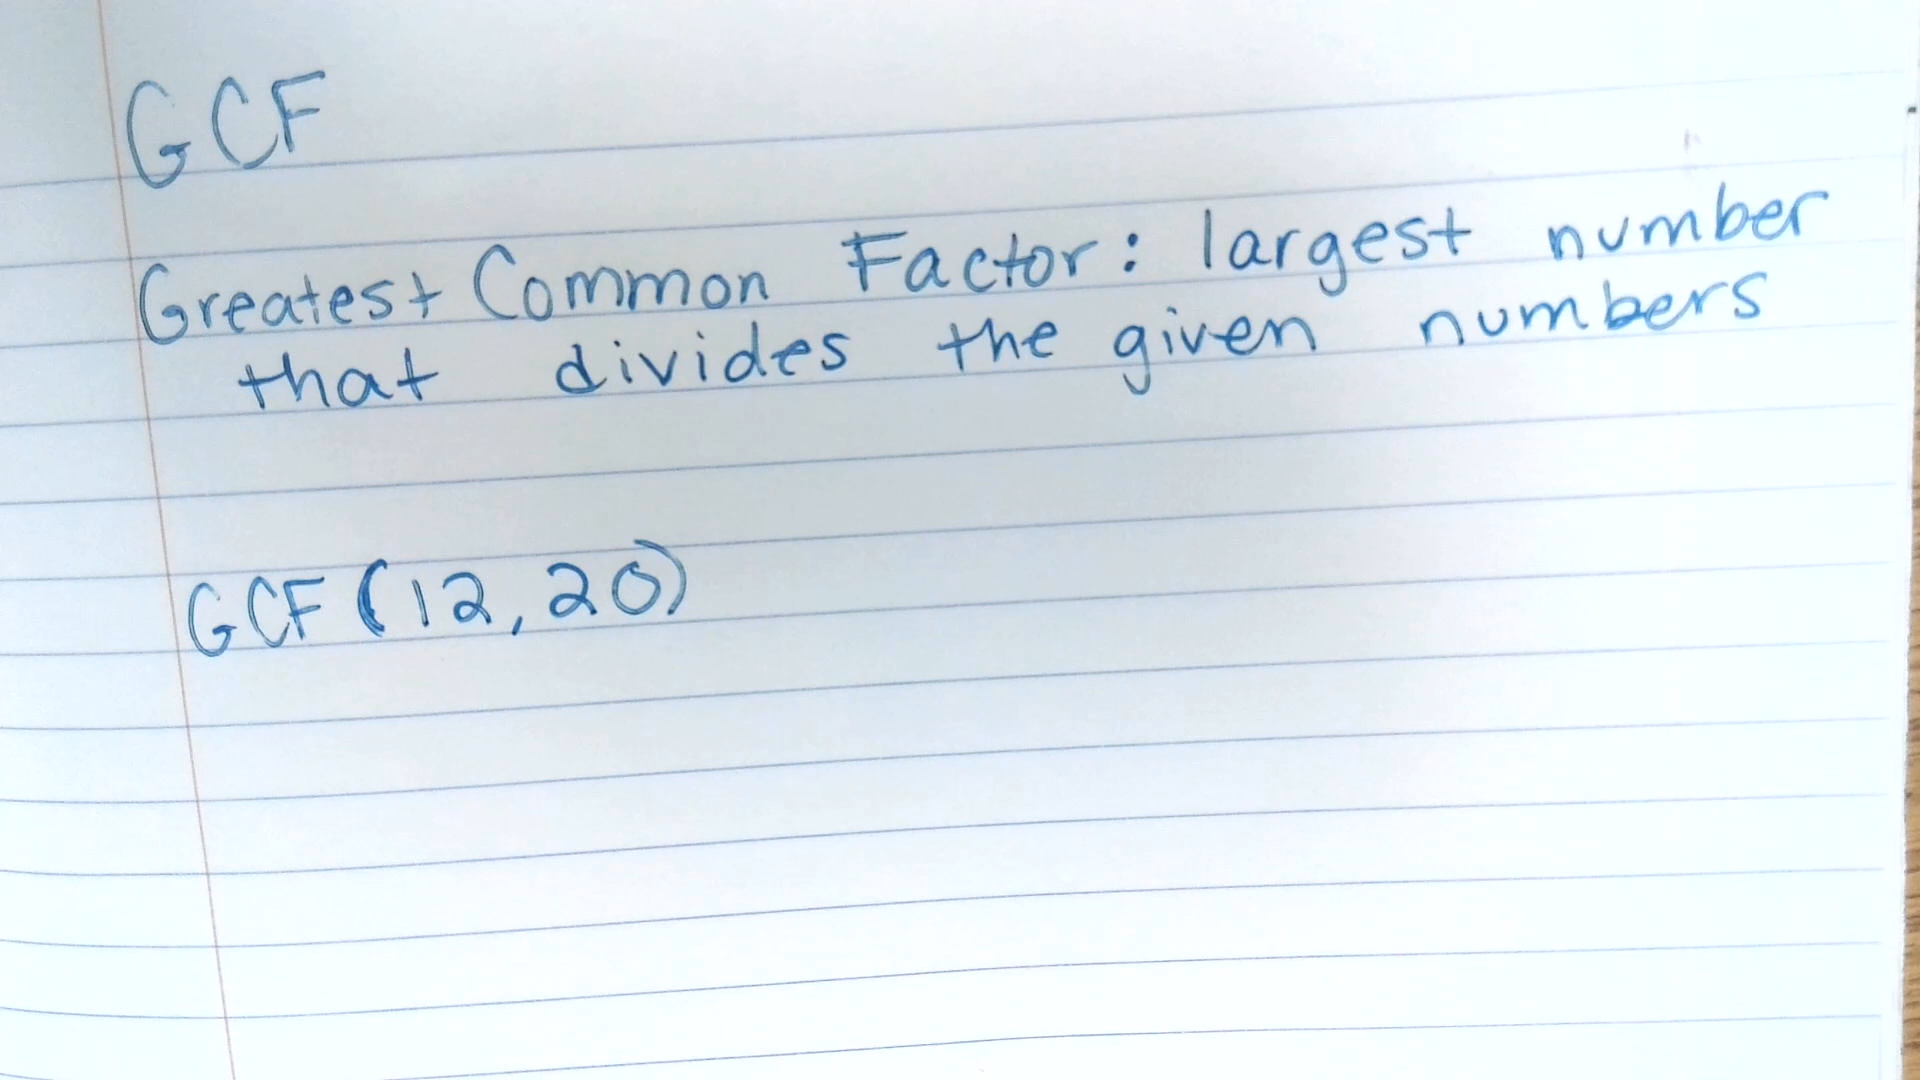 GCF
Greatest Common Factor: largest number
that divides the given numbers
GCF (12, 20)